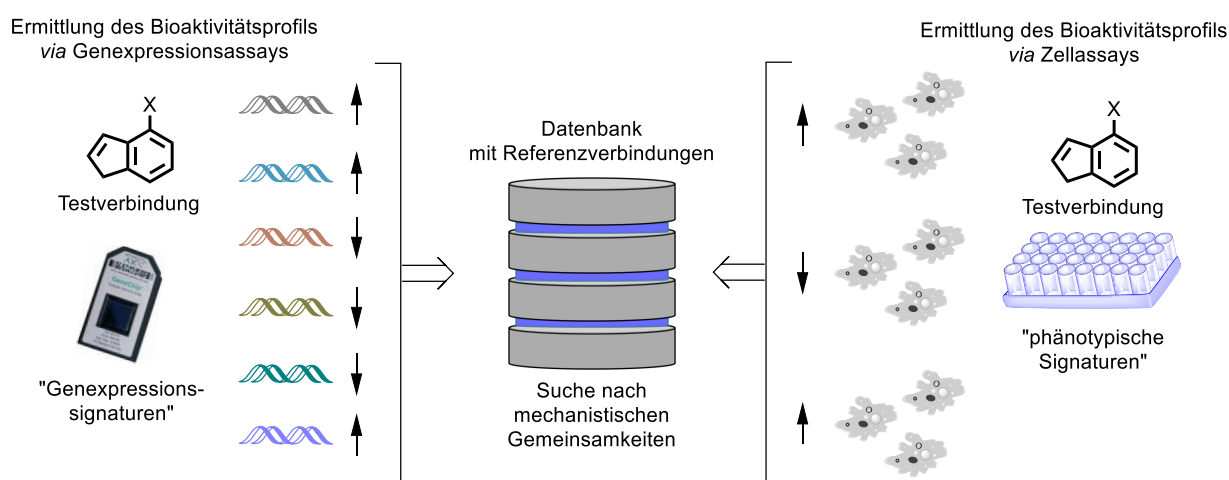 Ermittlung des Bioaktivitätsprofils
via Genexpressionsassays
X
Testverbindung
GeneChip
"Genexpressions-
signaturen"
Datenbank
mit Referenzverbindungen
Suche nach
mechanistischen
Gemeinsamkeiten
Ermittlung des Bioaktivitätsprofils
via Zellassays
X
Testverbindung
"phänotypische
Signaturen"